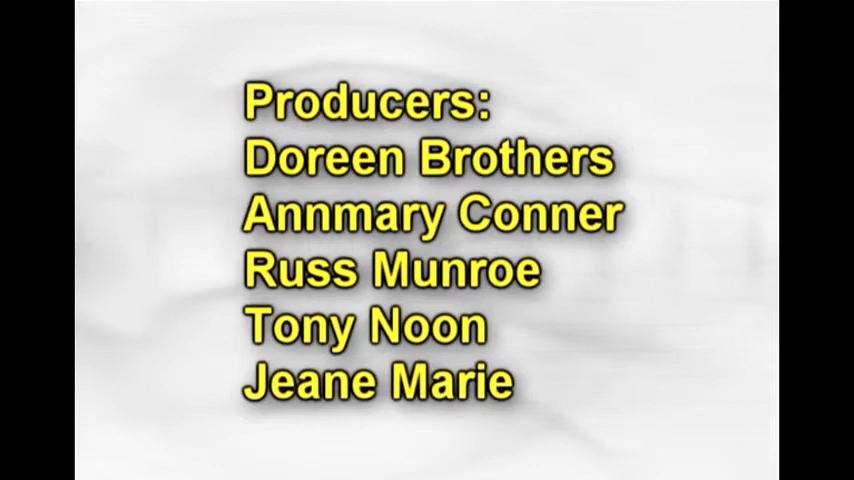 Producers:
Doreen Brothers
Annmary Conner
Russ Munroe
Tony Noon
Jeane Marie